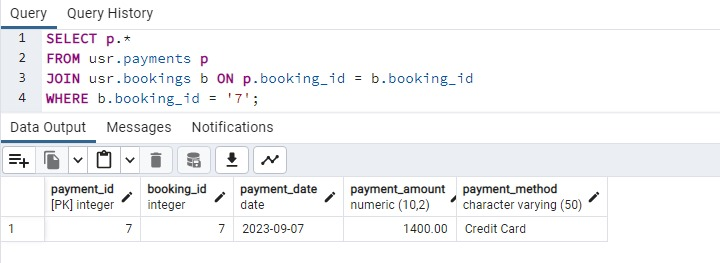 Query Query History
1 SELECT p.*
2 FROM usr.payments p
3 JOIN usr.bookings b ON p.booking_id = b.booking_id
4 WHERE b.booking_id = '7';
Data Output Messages Notifications
payment_id booking_id payment_date payment_amount payment_method
[PK] integer integer date numeric (10,2) character varying (50)
1 7 7 2023-09-07 1400.00 Credit Card